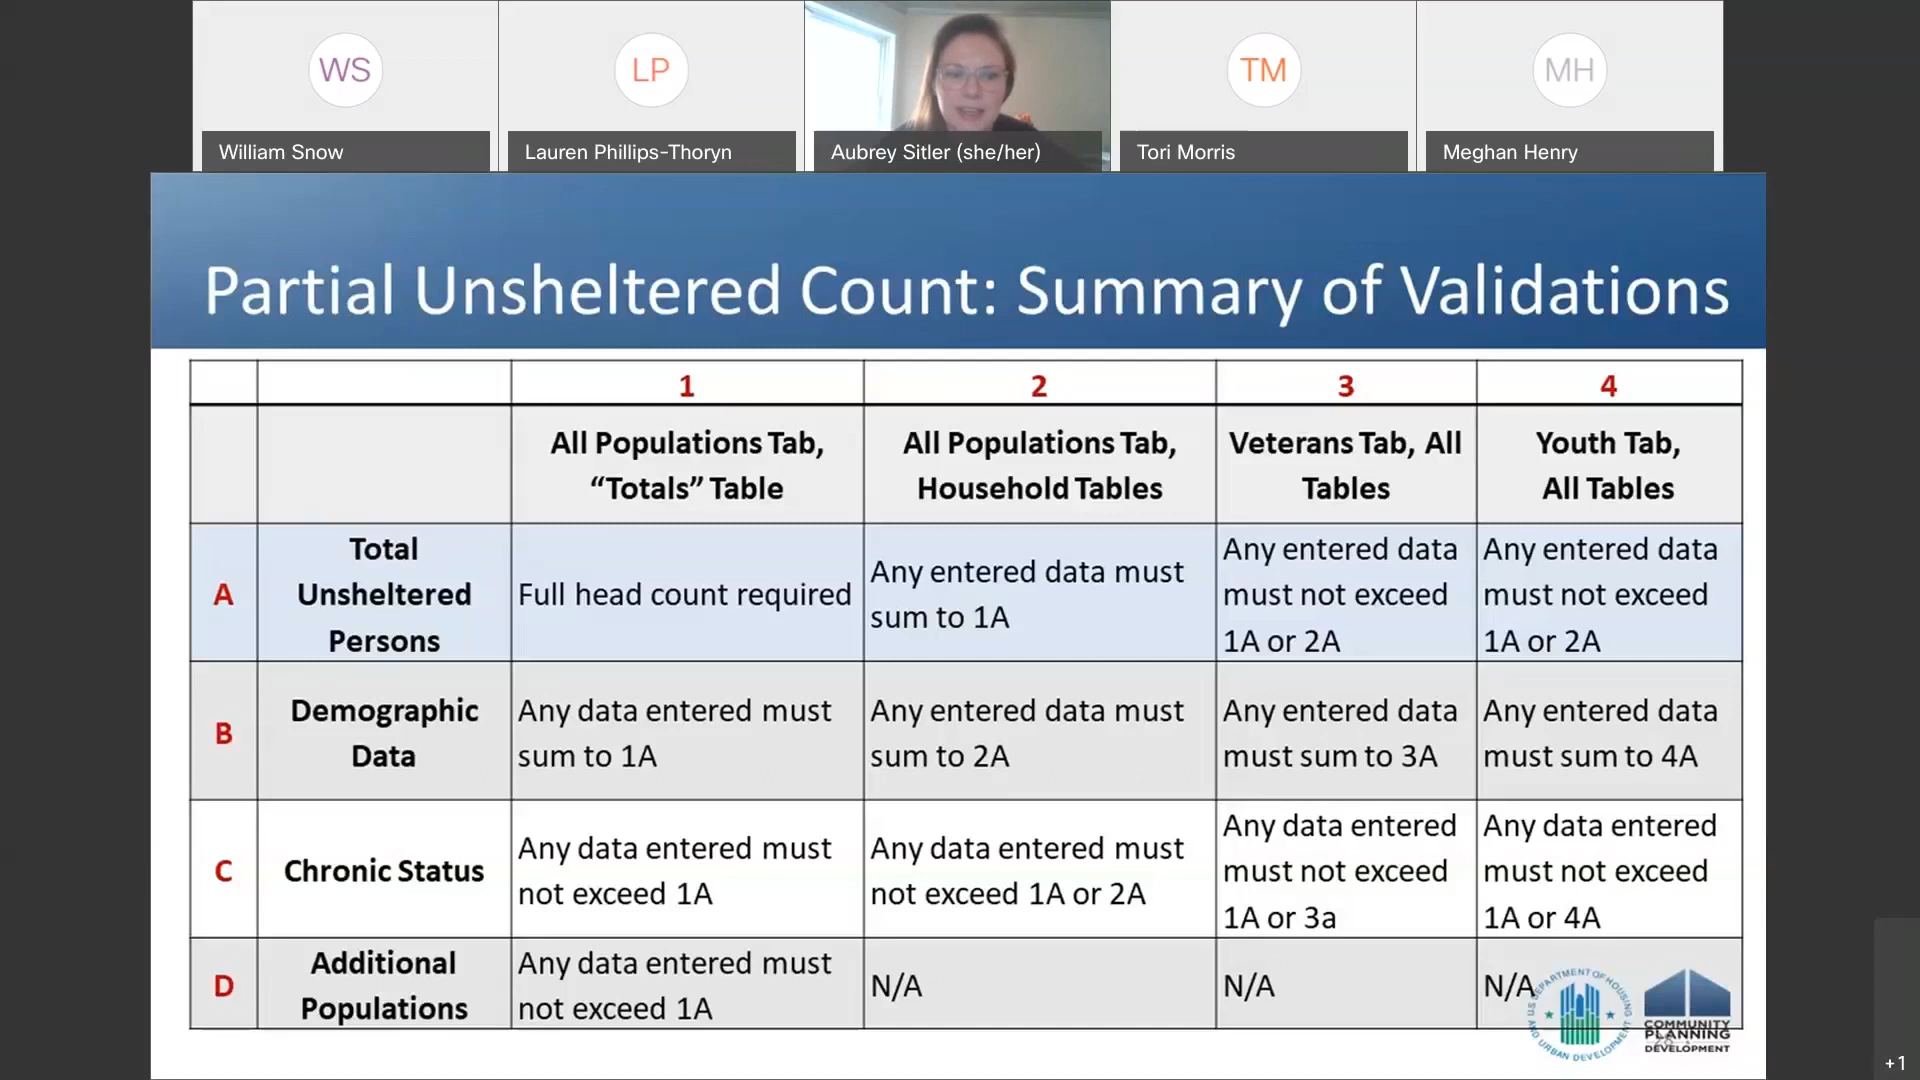 WS
LP
TM
MH
William Snow
Lauren Phillips-Thoryn
Aubrey Sitler (she/her)
Tori Morris
Meghan Henry
Partial Unsheltered Count: Summary of Validations
1
2
3
4
All Populations Tab,
“Totals” Table
All Populations Tab,
Household Tables
Veterans Tab, All
Tables
Youth Tab,
All Tables
A
Total
Unsheltered
Persons
Full head count required
Any entered data must
sum to 1A
Any entered data
must not exceed
1A or 2A
Any entered data
must not exceed
1A or 2A
B
Demographic
Data
Any data entered must
sum to 1A
Any entered data must
sum to 2A
Any entered data
must sum to 3A
Any entered data
must sum to 4A
C
Chronic Status
Any data entered must
not exceed 1A
Any data entered must
not exceed 1A or 2A
Any data entered
must not exceed
1A or 3a
Any data entered
must not exceed
1A or 4A
D
Additional
Populations
Any data entered must
not exceed 1A
N/A
N/A
N/A
U.S. DEPARTMENT OF HOUSING
AND URBAN DEVELOPMENT
COMMUNITY
PLANNING
DEVELOPMENT
+1